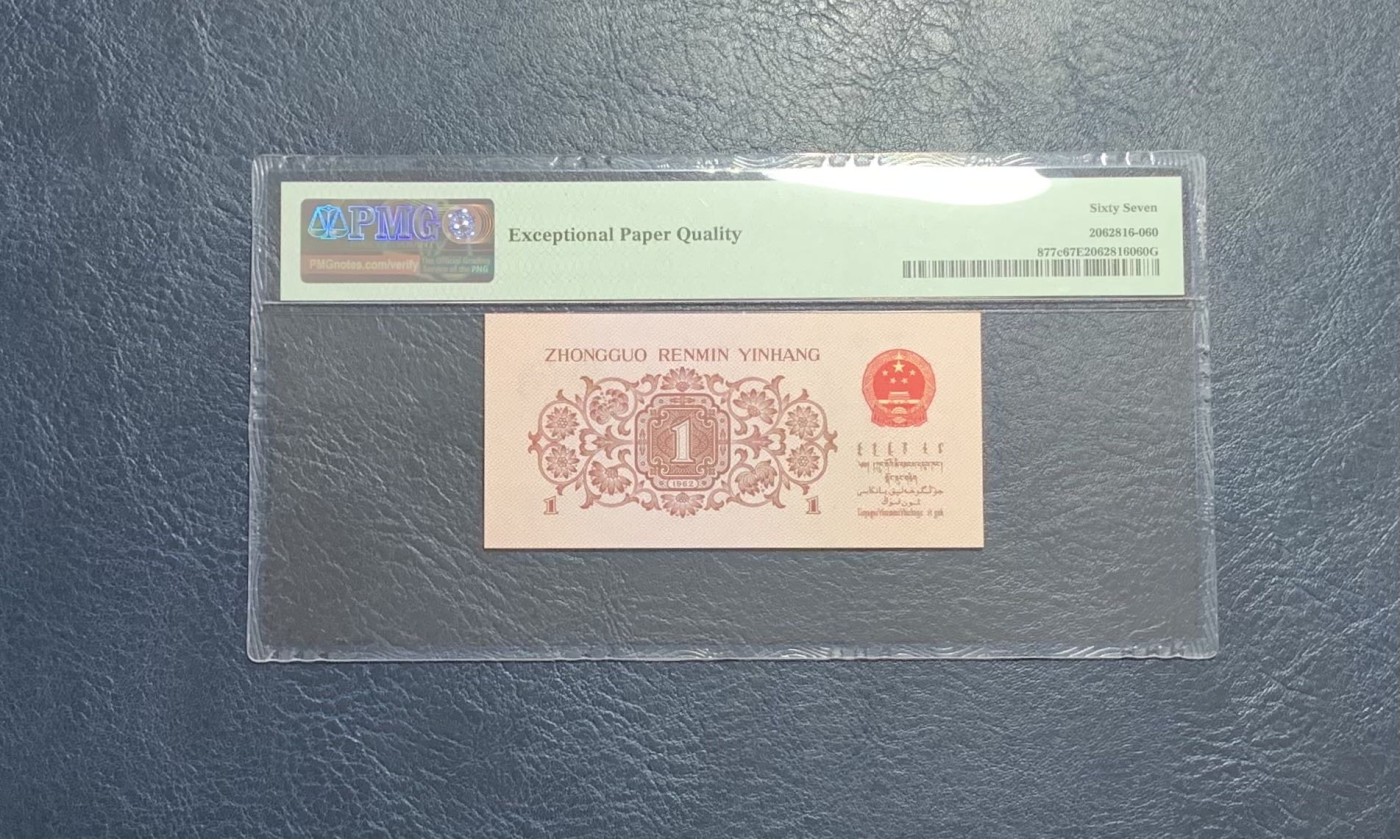 PMG
PMGnotes.com/verify
Exceptional Paper Quality
Sixty Seven
2062816-060
877c67E2062816060G
ZHONGGUO RENMIN YINHANG
1
(1962)
1
1